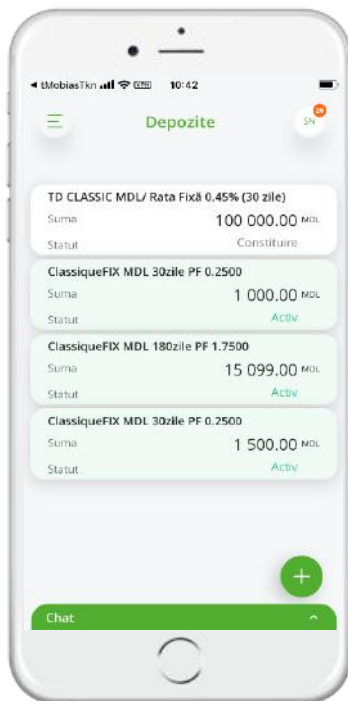 ◄ tMobiasTkn VPN 10:42
Depozite
26
SN
TD CLASSIC MDL/ Rata Fixă 0.45% (30 zile)
Suma 100 000.00 MDL
Statut Constituire
ClassiqueFIX MDL 30zile PF 0.2500
Suma 1 000.00 MDL
Statut Activ
ClassiqueFIX MDL 180zile PF 1.7500
Suma 15 099.00 MDL
Statut Activ
ClassiqueFIX MDL 30zile PF 0.2500
Suma 1 500.00 MDL
Statut Activ
+
Chat